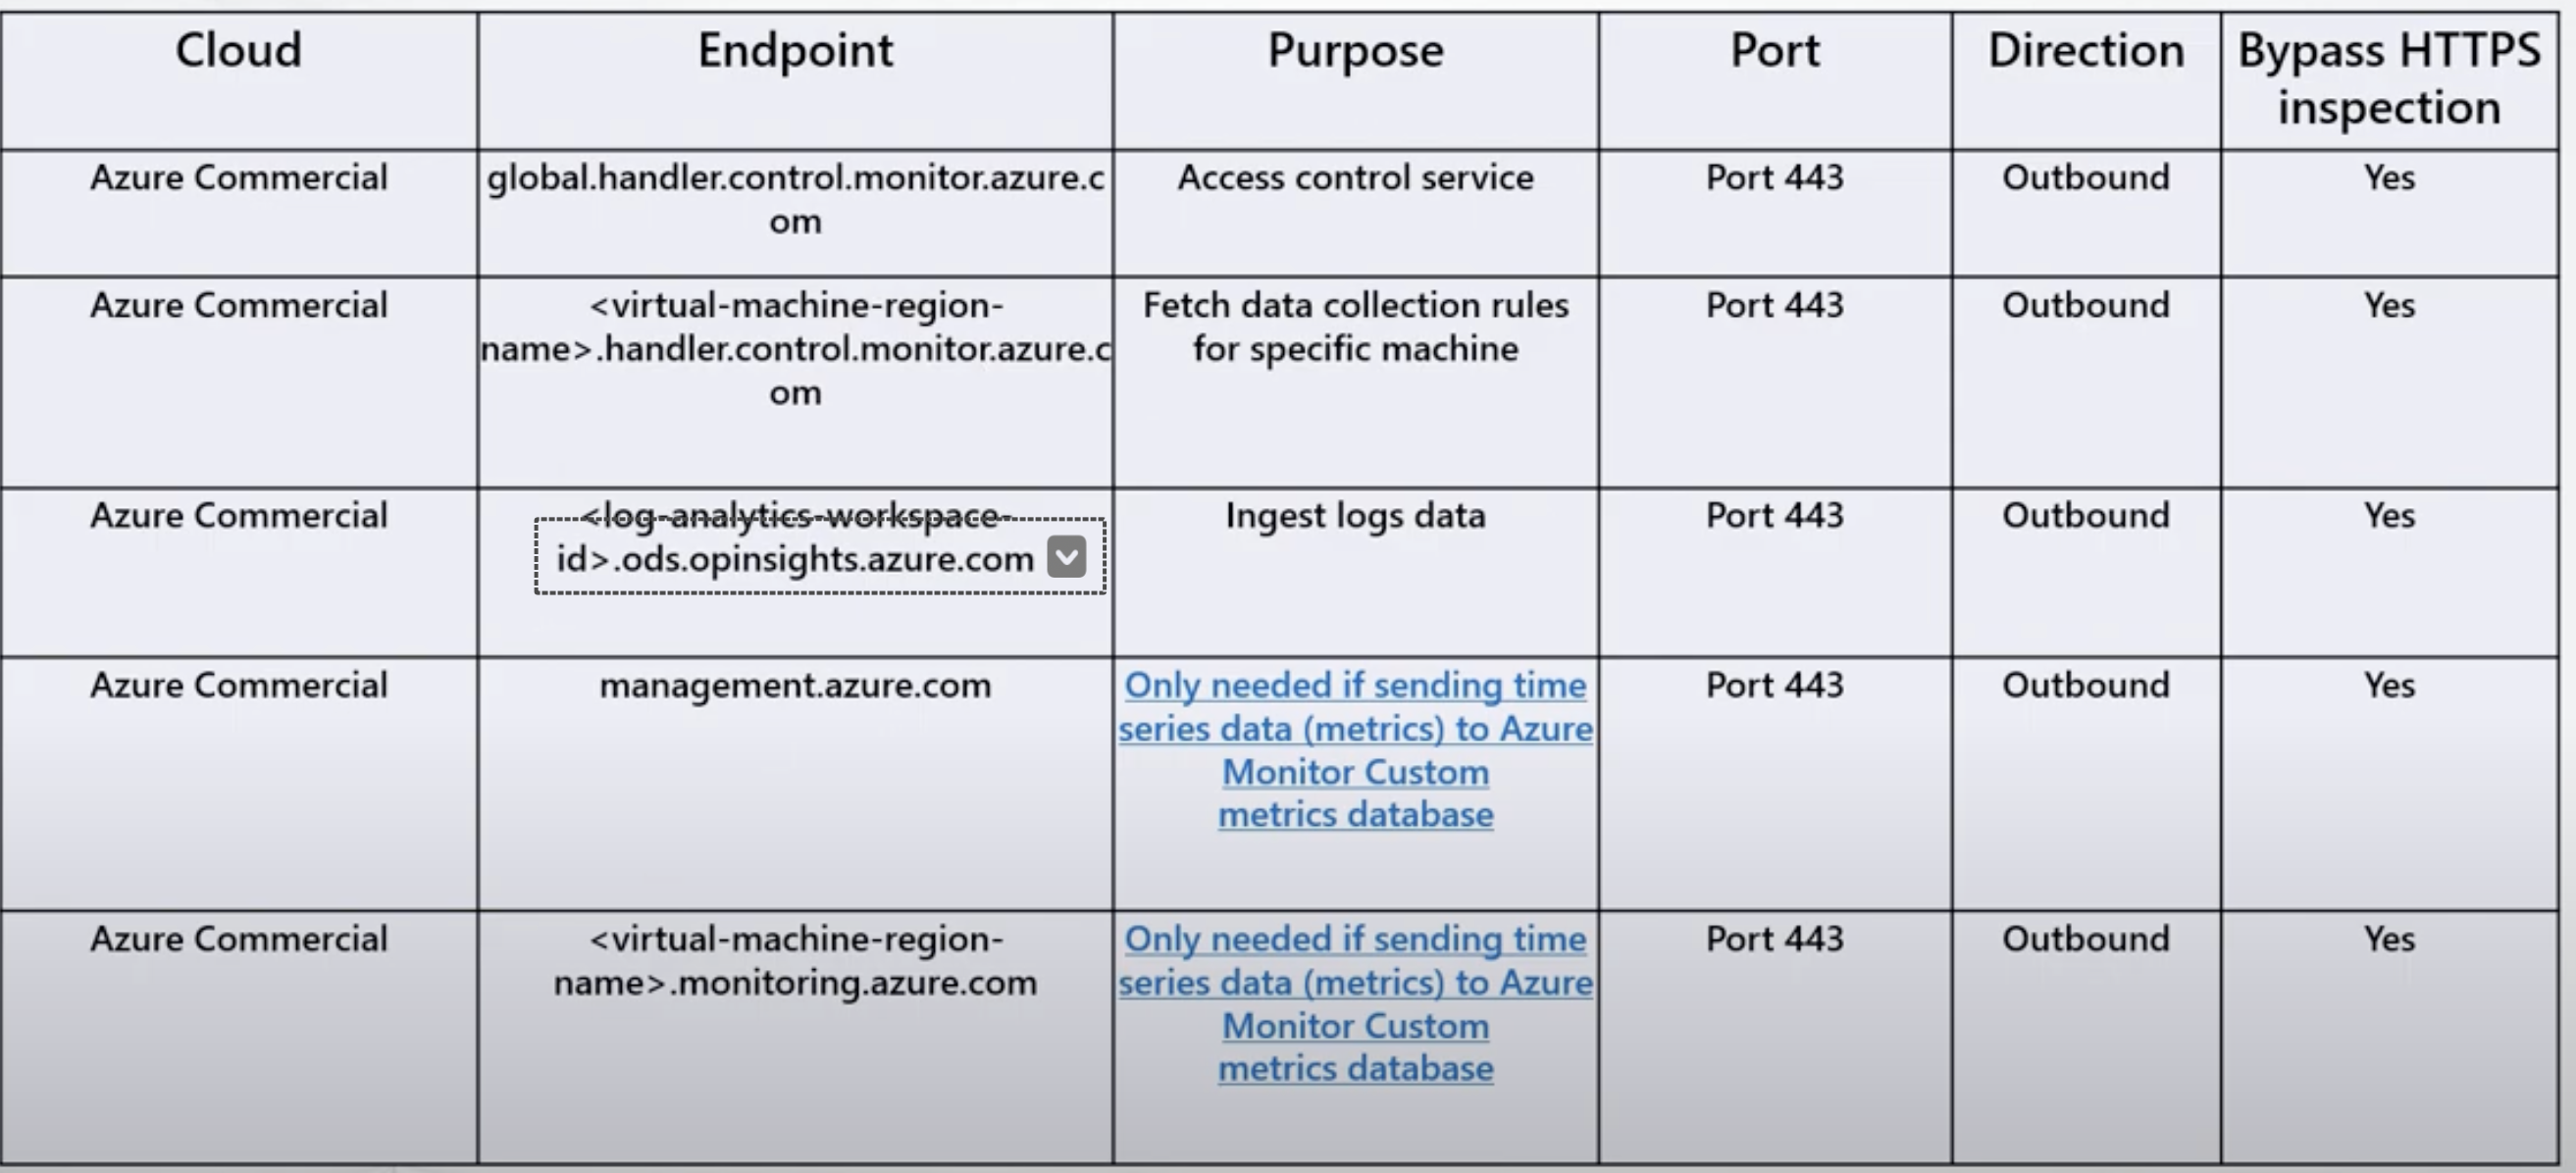 Cloud
Endpoint
Purpose
Port
Direction
Bypass HTTPS
inspection
Azure Commercial
global.handler.control.monitor.azure.c
om
Access control service
Port 443
Outbound
Yes
Azure Commercial
<virtual-machine-region-
name>.handler.control.monitor.azure.c
om
Fetch data collection rules
for specific machine
Port 443
Outbound
Yes
Azure Commercial
<log-analytics-workspace-
id>.ods.opinsights.azure.com
Ingest logs data
Port 443
Outbound
Yes
Azure Commercial
management.azure.com
Only needed if sending time
series data (metrics) to Azure
Monitor Custom
metrics database
Port 443
Outbound
Yes
Azure Commercial
<virtual-machine-region-
name>.monitoring.azure.com
Only needed if sending time
series data (metrics) to Azure
Monitor Custom
metrics database
Port 443
Outbound
Yes